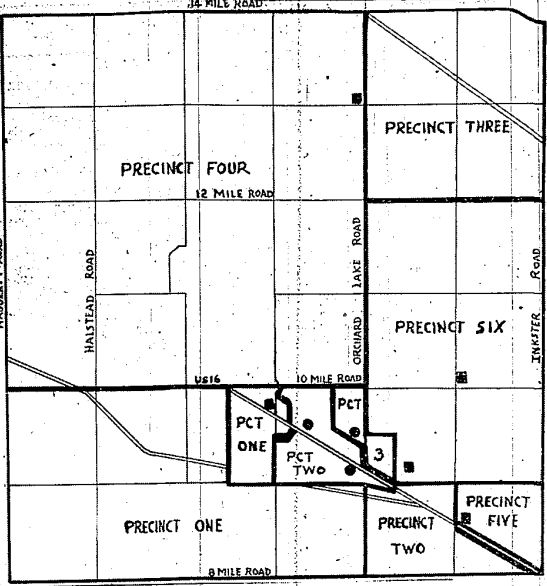 14 MILE ROAD
PRECINCT THREE
PRECINCT FOUR
12 MILE ROAD
HAGGERTY ROAD
HALSTEAD ROAD
ORCHARD LAKE ROAD
INKSTER ROAD
PRECINCT SIX
US16
10 MILE ROAD
PCT
ONE
PCT
TWO
PCT
3
PRECINCT ONE
PRECINCT
TWO
PRECINCT
FIVE
8 MILE ROAD